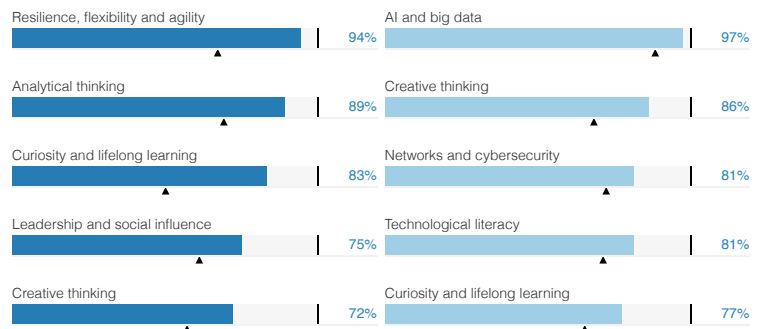 Resilience, flexibility and agility
94%
Analytical thinking
89%
Curiosity and lifelong learning
83%
Leadership and social influence
75%
Creative thinking
72%
AI and big data
97%
Creative thinking
86%
Networks and cybersecurity
81%
Technological literacy
81%
Curiosity and lifelong learning
77%